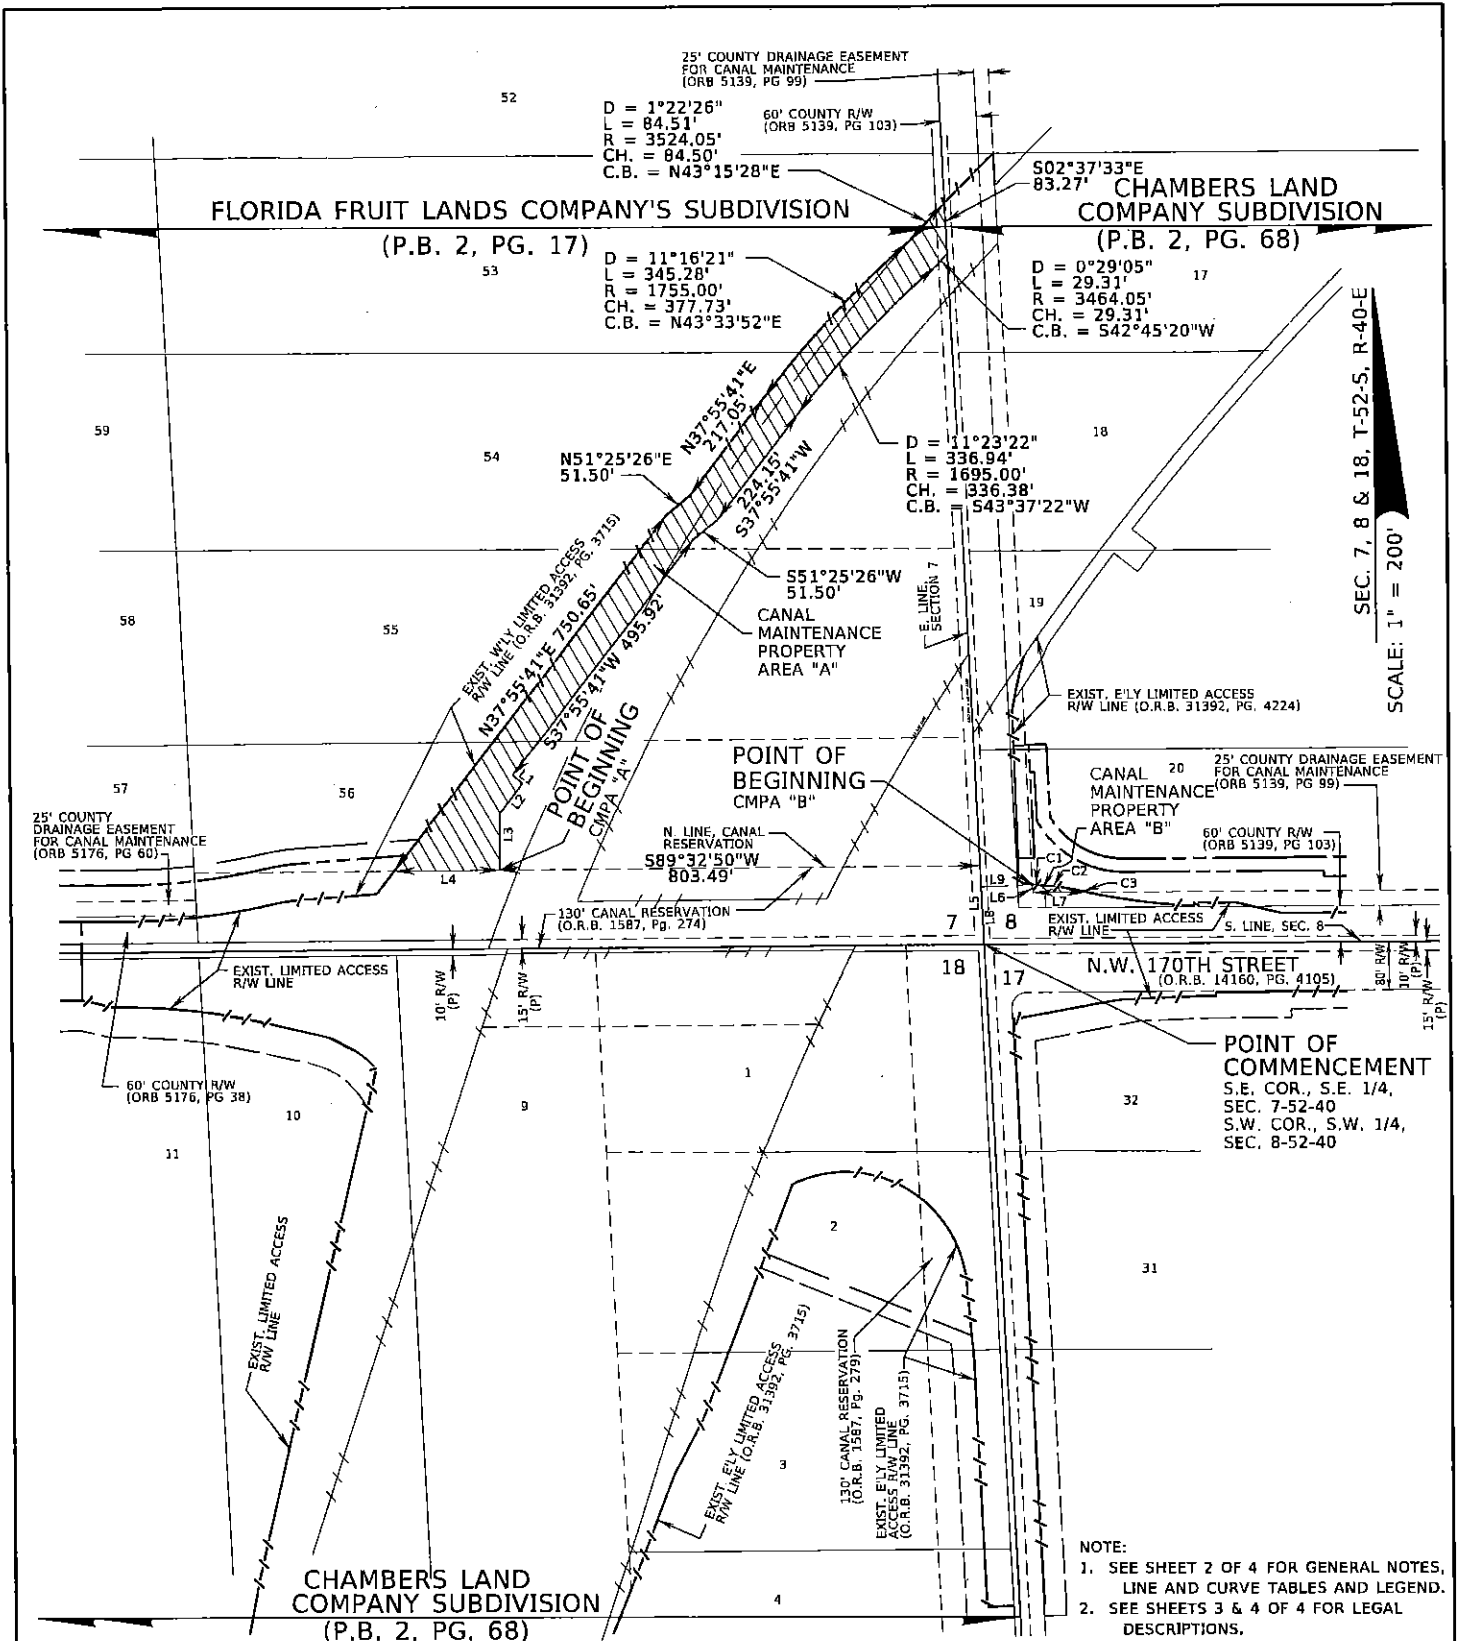 25' COUNTY DRAINAGE EASEMENT
FOR CANAL MAINTENANCE
(ORB 5139, PG 99)
52
D = 1°22'26"
L = 84.51'
R = 3524.05'
CH. = 84.50'
C.B. = N43°15'28"E
60' COUNTY R/W
(ORB 5139, PG 103)
S02°37'33"E
83.27'
FLORIDA FRUIT LANDS COMPANY'S SUBDIVISION
(P.B. 2, PG. 17)
CHAMBERS LAND
COMPANY SUBDIVISION
(P.B. 2, PG. 68)
53
D = 11°16'21"
L = 345.28'
R = 1755.00'
CH. = 377.73'
C.B. = N43°33'52"E
D = 0°29'05"
L = 29.31'
R = 3464.05'
CH. = 29.31'
C.B. = S42°45'20"W
17
SEC. 7, 8 & 18, T-52-S, R-40-E
SCALE: 1" = 200'
59
54
N37°55'41"E
217.05'
N51°25'26"E
51.50'
224.15'
S37°55'41"W
D = 11°23'22"
L = 336.94'
R = 1695.00'
CH. = 336.38'
C.B. = S43°37'22"W
18
EXIST. W'LY LIMITED ACCESS
R/W LINE (O.R.B. 31392, PG. 3715)
S51°25'26"W
51.50'
CANAL
MAINTENANCE
PROPERTY
AREA "A"
E. LINE,
SECTION 7
19
58
55
N37°55'41"E 750.65'
S37°55'41"W 495.92'
EXIST. E'LY LIMITED ACCESS
R/W LINE (O.R.B. 31392, PG. 4224)
POINT OF
BEGINNING
CMPA "A"
POINT OF
BEGINNING
CMPA "B"
CANAL
MAINTENANCE
PROPERTY
AREA "B"
20
25' COUNTY DRAINAGE EASEMENT
FOR CANAL MAINTENANCE
(ORB 5139, PG 99)
57
56
L1
L2
L3
L4
25' COUNTY
DRAINAGE EASEMENT
FOR CANAL MAINTENANCE
(ORB 5176, PG 60)
N. LINE, CANAL
RESERVATION
S89°32'50"W
803.49'
60' COUNTY R/W
(ORB 5139, PG 103)
C1
C2
C3
L9
L6
L7
L5
L8
130' CANAL RESERVATION
(O.R.B. 1587, Pg. 274)
7
8
EXIST. LIMITED ACCESS
R/W LINE
S. LINE, SEC. 8
EXIST. LIMITED ACCESS
R/W LINE
18
17
N.W. 170TH STREET
(O.R.B. 14160, PG. 4105)
10' R/W
(P)
15' R/W
(P)
80' R/W
10' R/W
(P)
15' R/W
(P)
60' COUNTY R/W
(ORB 5176, PG 38)
POINT OF
COMMENCEMENT
S.E. COR., S.E. 1/4,
SEC. 7-52-40
S.W. COR., S.W. 1/4,
SEC. 8-52-40
1
9
10
11
32
2
31
EXIST. LIMITED ACCESS
R/W LINE
EXIST. E'LY LIMITED ACCESS
R/W LINE (O.R.B. 31392, PG. 3715)
130' CANAL RESERVATION
(O.R.B. 1587, Pg. 279)
EXIST. E'LY LIMITED
ACCESS R/W LINE
(O.R.B. 31392, PG. 3715)
3
4
CHAMBERS LAND
COMPANY SUBDIVISION
(P.B. 2, PG. 68)
NOTE:
1. SEE SHEET 2 OF 4 FOR GENERAL NOTES,
LINE AND CURVE TABLES AND LEGEND.
2. SEE SHEETS 3 & 4 OF 4 FOR LEGAL
DESCRIPTIONS.